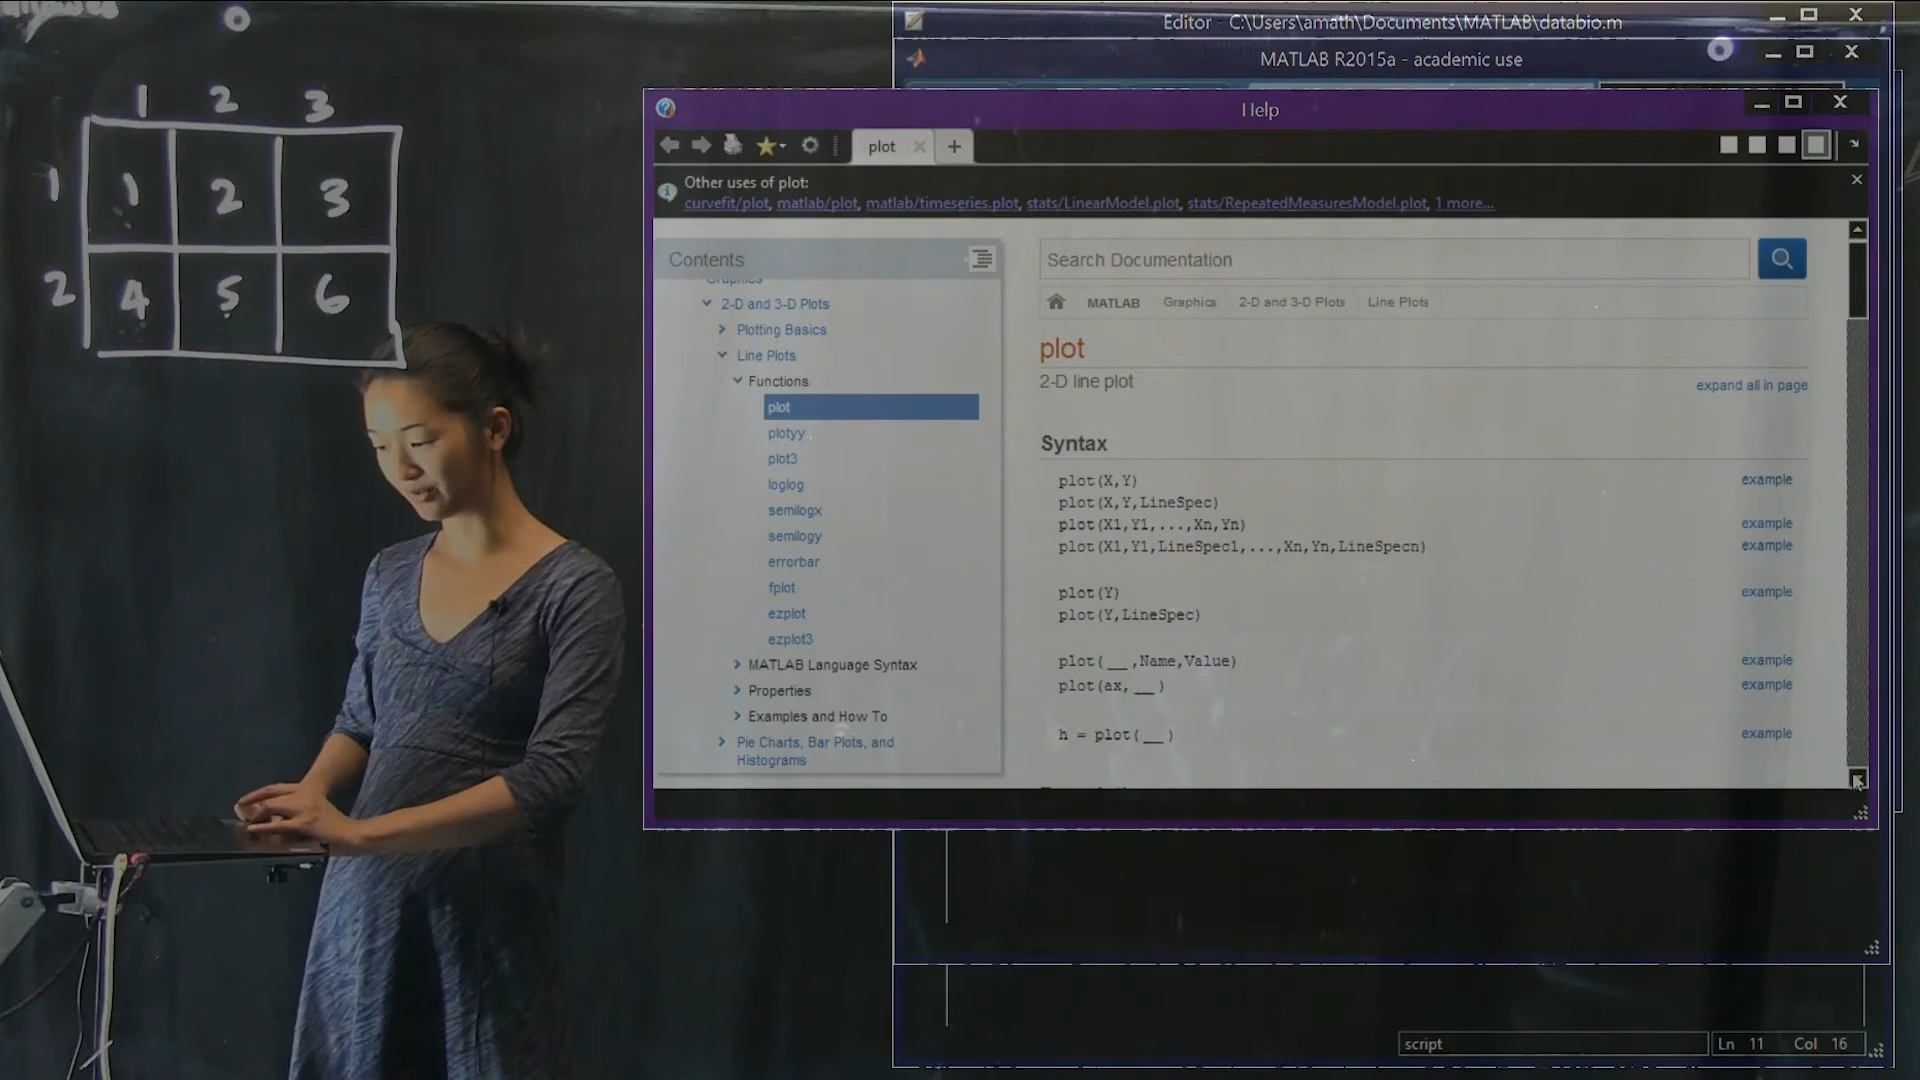 1 2 3
1 1 2 3
2 4 5 6
Editor - C:\Users\amath\Documents\MATLAB\databio.m
MATLAB R2015a - academic use
Help
plot
Other uses of plot:
curvefit/plot, matlab/plot, matlab/timeseries.plot, stats/LinearModel.plot, stats/RepeatedMeasuresModel.plot, 1 more...
Contents
Graphics
2-D and 3-D Plots
Plotting Basics
Line Plots
Functions
plot
plotyy
plot3
loglog
semilogx
semilogy
errorbar
fplot
ezplot
ezplot3
MATLAB Language Syntax
Properties
Examples and How To
Pie Charts, Bar Plots, and
Histograms
Search Documentation
MATLAB Graphics 2-D and 3-D Plots Line Plots
plot
2-D line plot
expand all in page
Syntax
plot(X,Y) example
plot(X,Y,LineSpec)
plot(X1,Y1,...,Xn,Yn) example
plot(X1,Y1,LineSpec1,...,Xn,Yn,LineSpecn) example
plot(Y) example
plot(Y,LineSpec)
plot(__,Name,Value) example
plot(ax,__) example
h = plot(__) example
script Ln 11 Col 16